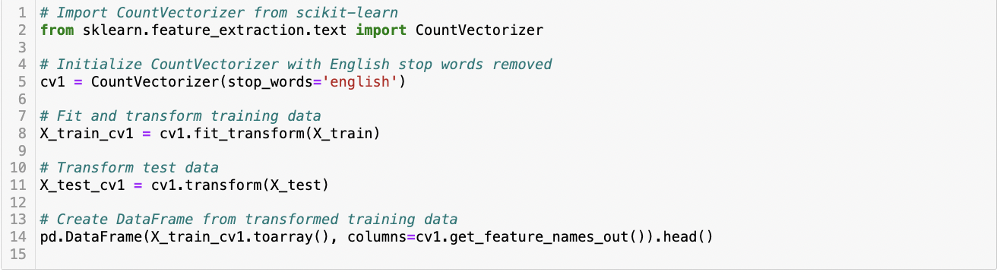 1 # Import CountVectorizer from scikit-learn
2 from sklearn.feature_extraction.text import CountVectorizer
3
4 # Initialize CountVectorizer with English stop words removed
5 cv1 = CountVectorizer(stop_words='english')
6
7 # Fit and transform training data
8 X_train_cv1 = cv1.fit_transform(X_train)
9
10 # Transform test data
11 X_test_cv1 = cv1.transform(X_test)
12
13 # Create DataFrame from transformed training data
14 pd.DataFrame(X_train_cv1.toarray(), columns=cv1.get_feature_names_out()).head()
15